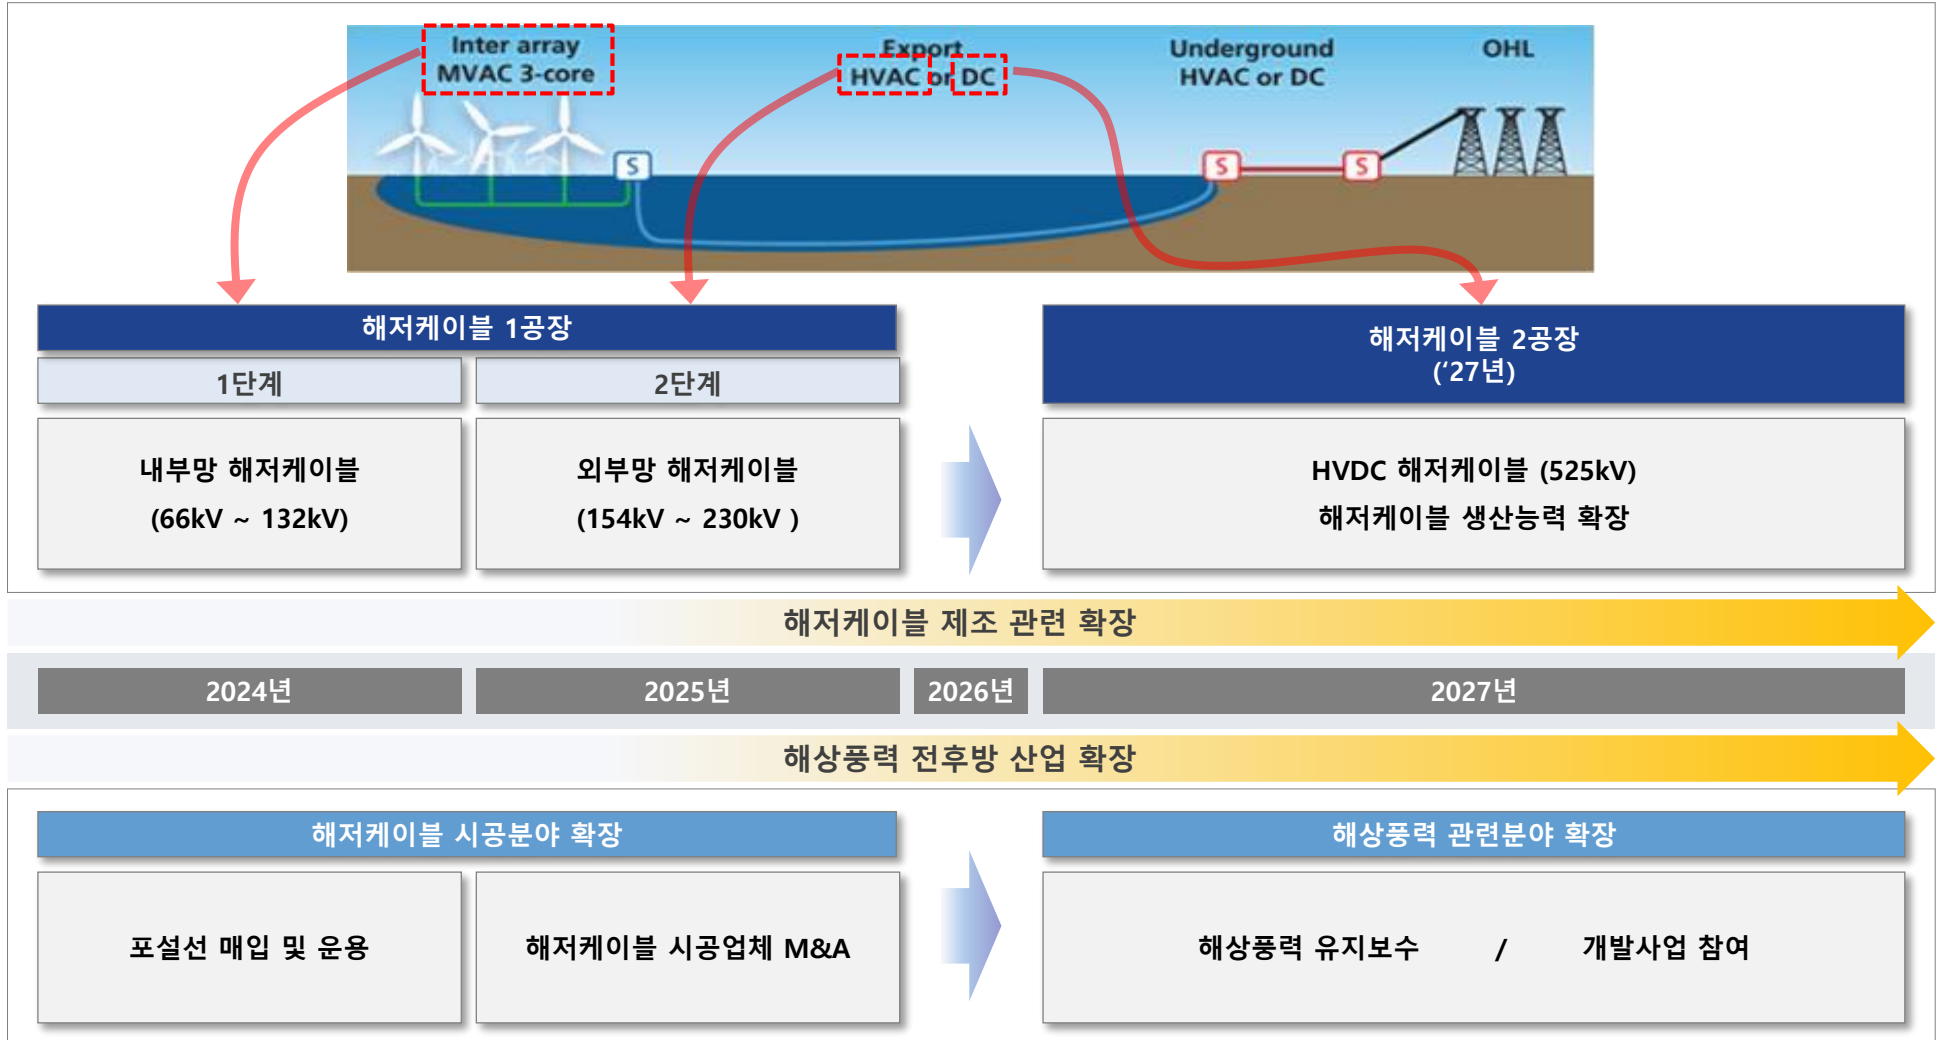 Inter array
MVAC 3-core
Export
HVAC or DC
Underground
HVAC or DC
OHL
S
S
S
해저케이블 1공장
1단계
2단계
내부망 해저케이블
(66kV ~ 132kV)
외부망 해저케이블
(154kV ~ 230kV )
해저케이블 2공장
(‘27년)
HVDC 해저케이블 (525kV)
해저케이블 생산능력 확장
해저케이블 제조 관련 확장
2024년
2025년
2026년
2027년
해상풍력 전후방 산업 확장
해저케이블 시공분야 확장
포설선 매입 및 운용
해저케이블 시공업체 M&A
해상풍력 관련분야 확장
해상풍력 유지보수 / 개발사업 참여